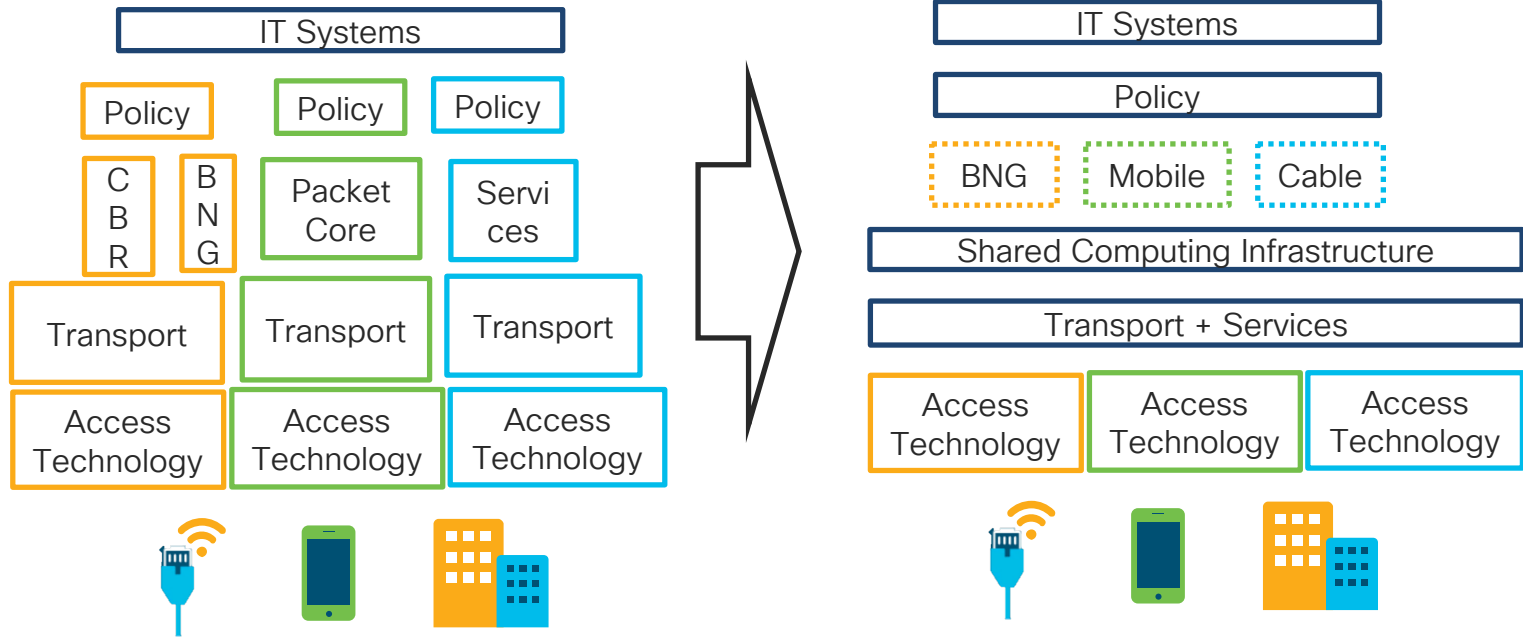 IT Systems
Policy
Policy
Policy
C
B
R
B
N
G
Packet
Core
Servi
ces
Transport
Transport
Transport
Access
Technology
Access
Technology
Access
Technology
IT Systems
Policy
BNG
Mobile
Cable
Shared Computing Infrastructure
Transport + Services
Access
Technology
Access
Technology
Access
Technology